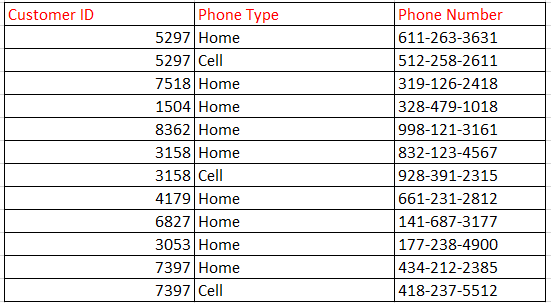 Customer ID Phone Type Phone Number
5297 Home 611-263-3631
5297 Cell 512-258-2611
7518 Home 319-126-2418
1504 Home 328-479-1018
8362 Home 998-121-3161
3158 Home 832-123-4567
3158 Cell 928-391-2315
4179 Home 661-231-2812
6827 Home 141-687-3177
3053 Home 177-238-4900
7397 Home 434-212-2385
7397 Cell 418-237-5512